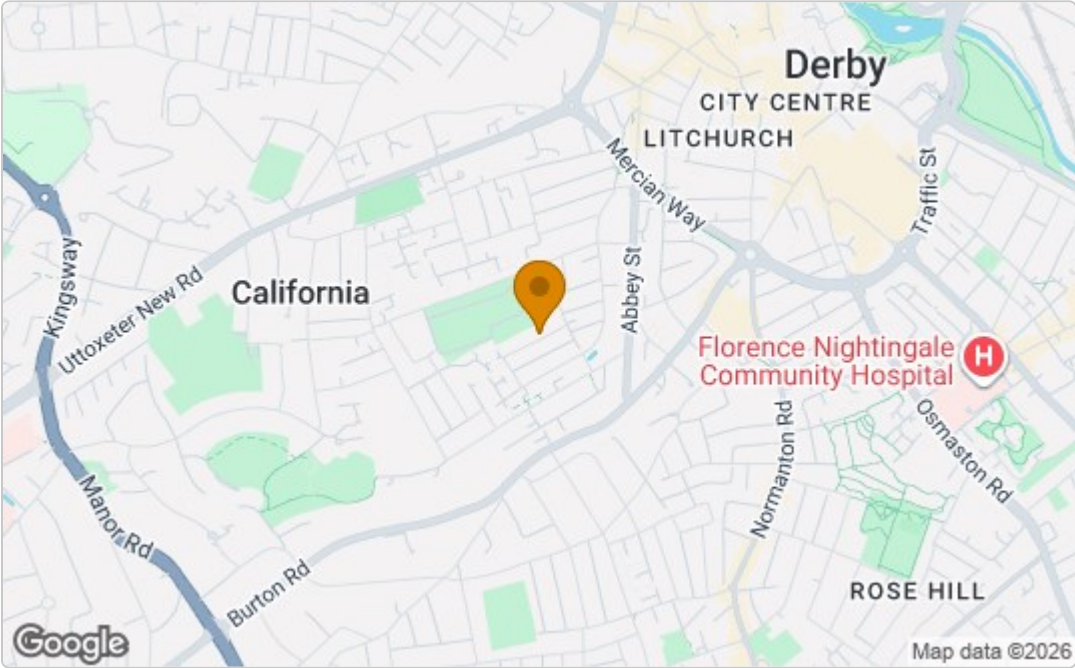 Derby
CITY CENTRE
LITCHURCH
Mercian Way
Traffic St
Kingsway
Uttoxeter New Rd
California
Abbey St
Florence Nightingale
Community Hospital
H
Normanton Rd
Osmaston Rd
Manor Rd
Burton Rd
ROSE HILL
Google
Map data ©2026